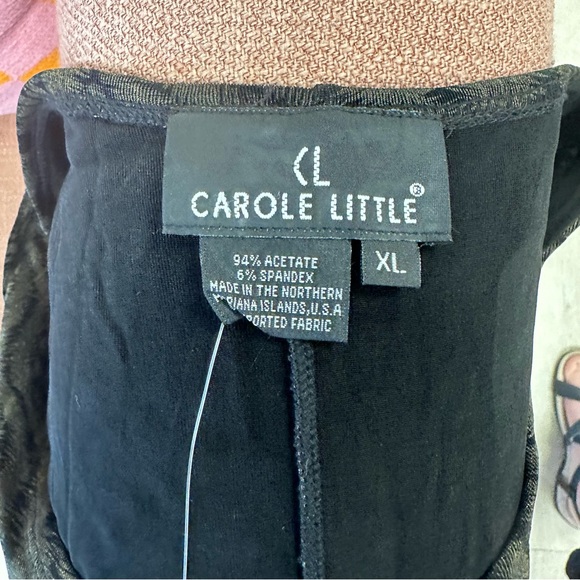 CL
CAROLE LITTLE®
94% ACETATE
6% SPANDEX
MADE IN THE NORTHERN
ISLANDS, U.S.A
FABRIC
XL